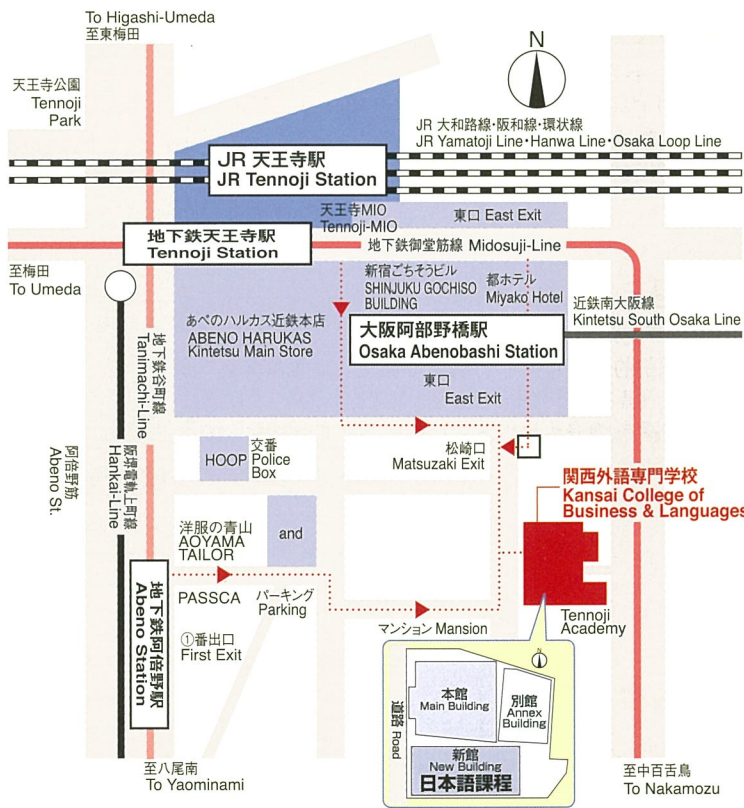 To Higashi-Umeda
至東梅田
天王寺公園
Tennoji
Park
N
JR 大和路線・阪和線・環状線
JR Yamatoji Line・Hanwa Line・Osaka Loop Line
JR 天王寺駅
JR Tennoji Station
天王寺MIO
Tennoji-MIO
東口 East Exit
地下鉄天王寺駅
Tennoji Station
地下鉄御堂筋線 Midosuji-Line
至梅田
To Umeda
新宿ごちそうビル
SHINJUKU GOCHISO
BUILDING
都ホテル
Miyako Hotel
近鉄南大阪線
Kintetsu South Osaka Line
あべのハルカス近鉄本店
ABENO HARUKAS
Kintetsu Main Store
大阪阿部野橋駅
Osaka Abenobashi Station
東口
East Exit
地下鉄谷町線
Tanimachi-Line
阪堺電軌上町線
Hankai-Line
阿倍野筋
Abeno St.
HOOP
交番
Police
Box
松崎口
Matsuzaki Exit
関西外語専門学校
Kansai College of
Business & Languages
洋服の青山
AOYAMA
TAILOR
and
地下鉄阿倍野駅
Abeno Station
PASSCA
パーキング
Parking
①番出口
First Exit
マンション Mansion
Tennoji
Academy
本館
Main Building
別館
Annex
Building
道路 Road
新館
New Building
日本語課程
至八尾南
To Yaominami
至中百舌鳥
To Nakamozu